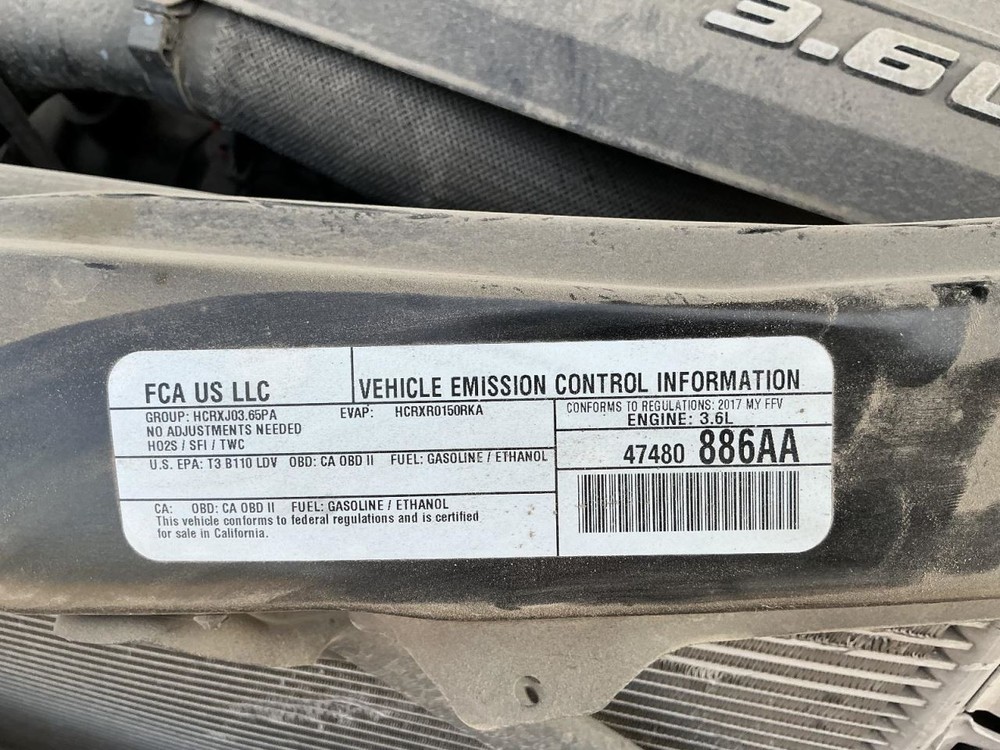 3.6L
FCA US LLC
VEHICLE EMISSION CONTROL INFORMATION
GROUP: HCRXJ03.65PA EVAP: HCRXR0150RKA
NO ADJUSTMENTS NEEDED
HO2S / SFI / TWC
CONFORMS TO REGULATIONS: 2017 MY FFV
ENGINE: 3.6L
47480 886AA
U.S. EPA: T3 B110 LDV OBD: CA OBD II FUEL: GASOLINE / ETHANOL
CA: OBD: CA OBD II FUEL: GASOLINE / ETHANOL
This vehicle conforms to federal regulations and is certified
for sale in California.